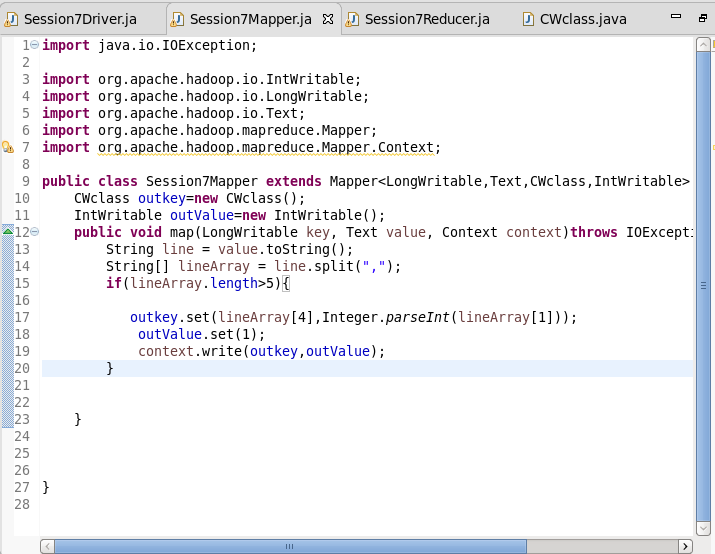 Session7Driver.ja Session7Mapper.ja Session7Reducer.ja CWclass.java
1 import java.io.IOException;
2
3 import org.apache.hadoop.io.IntWritable;
4 import org.apache.hadoop.io.LongWritable;
5 import org.apache.hadoop.io.Text;
6 import org.apache.hadoop.mapreduce.Mapper;
7 import org.apache.hadoop.mapreduce.Mapper.Context;
8
9 public class Session7Mapper extends Mapper<LongWritable,Text,CWclass,IntWritable>
10 CWclass outkey=new CWclass();
11 IntWritable outValue=new IntWritable();
12 public void map(LongWritable key, Text value, Context context)throws IOExcepti
13 String line = value.toString();
14 String[] lineArray = line.split(",");
15 if(lineArray.length>5){
16
17 outkey.set(lineArray[4],Integer.parseInt(lineArray[1]));
18 outValue.set(1);
19 context.write(outkey,outValue);
20 }
21
22
23 }
24
25
26
27 }
28